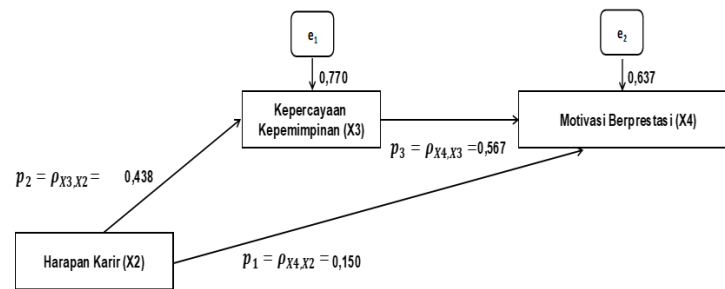 e₁
e₂
0,770
0,637
Kepercayaan
Kepemimpinan (X3)
Motivasi Berprestasi (X4)
p₃ = ρX4,X3 = 0,567
p₂ = ρX3,X2 = 0,438
Harapan Karir (X2)
p₁ = ρX4,X2 = 0,150